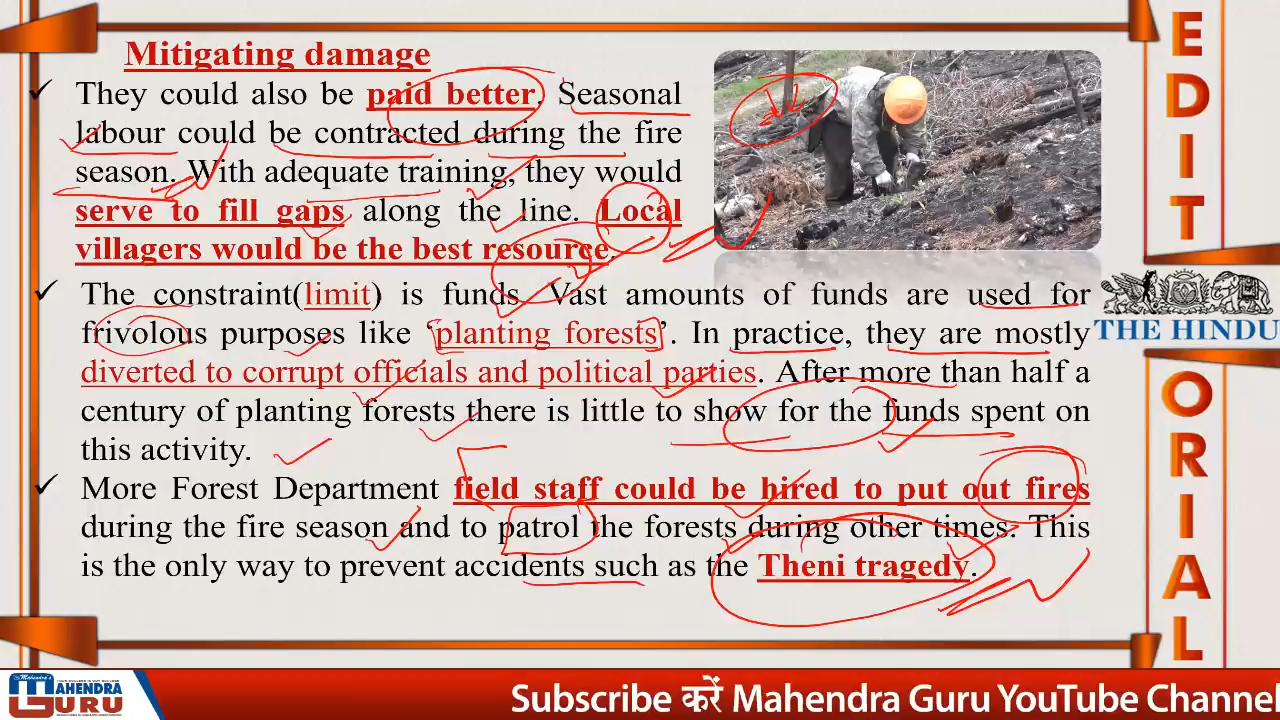 Mitigating damage
They could also be paid better. Seasonal
labour could be contracted during the fire
season. With adequate training, they would
serve to fill gaps along the line. Local
villagers would be the best resource.
The constraint(limit) is funds. Vast amounts of funds are used for
frivolous purposes like ‘planting forests’. In practice, they are mostly
diverted to corrupt officials and political parties. After more than half a
century of planting forests there is little to show for the funds spent on
this activity.
More Forest Department field staff could be hired to put out fires
during the fire season and to patrol the forests during other times. This
is the only way to prevent accidents such as the Theni tragedy.
EDITORIAL
THE HINDU
Mahendra's
MAHENDRA
GURU
Subscribe करें Mahendra Guru YouTube Channel